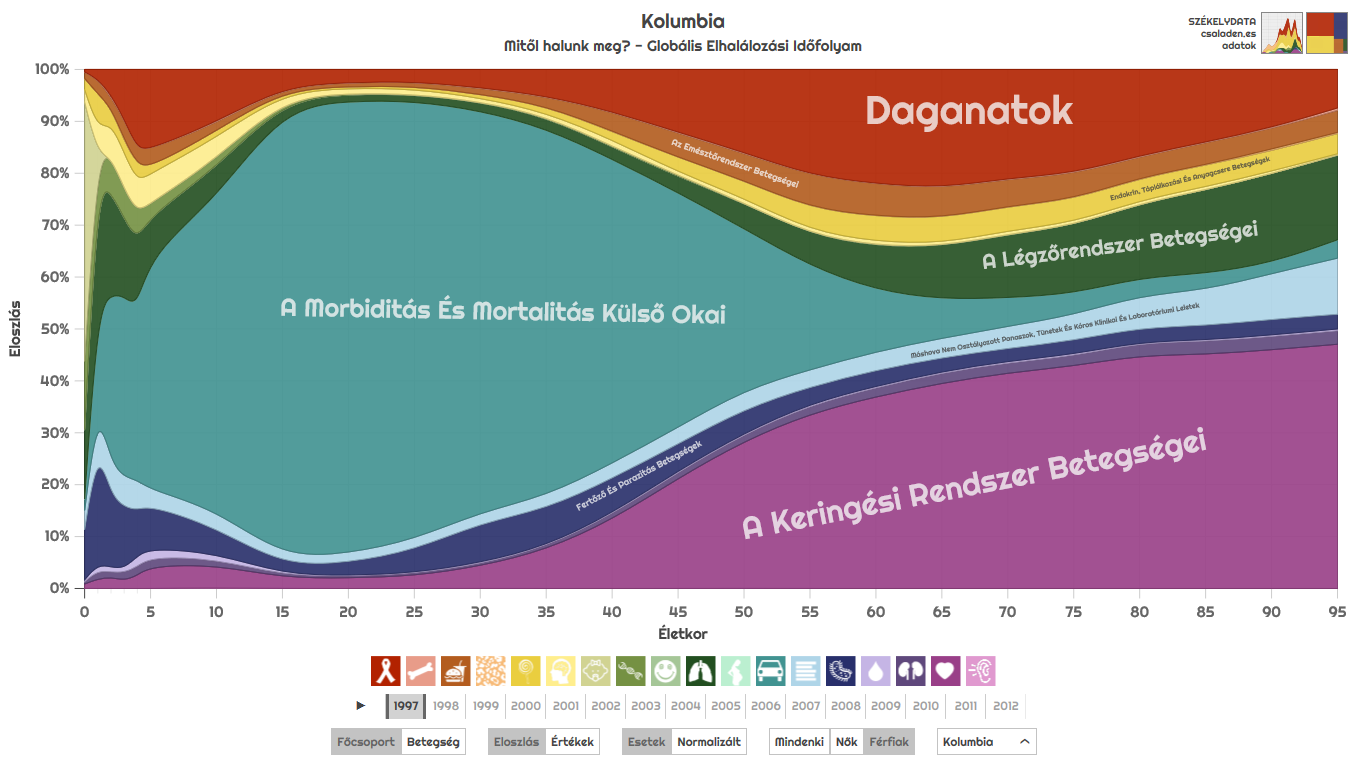 Kolumbia
Mitől halunk meg? - Globális Elhalálozási Időfolyam
SZÉKELYDATA
csaladen.es
adatok
100%
90%
80%
70%
60%
50%
40%
30%
20%
10%
0%
Eloszlás
Daganatok
Az Emésztőrendszer Betegségei
Endokrin, Táplálkozási És Anyagcsere Betegségek
A Légzőrendszer Betegségei
A Morbiditás És Mortalitás Külső Okai
Máshova Nem Osztályozott Panaszok, Tünetek És Kóros Klinikai És Laboratóriumi Leletek
Fertőző És Parazitás Betegségek
A Keringési Rendszer Betegségei
0 5 10 15 20 25 30 35 40 45 50 55 60 65 70 75 80 85 90 95
Életkor
1997 1998 1999 2000 2001 2002 2003 2004 2005 2006 2007 2008 2009 2010 2011 2012
Főcsoport Betegség Eloszlás Értékek Esetek Normalizált Mindenki Nők Férfiak Kolumbia